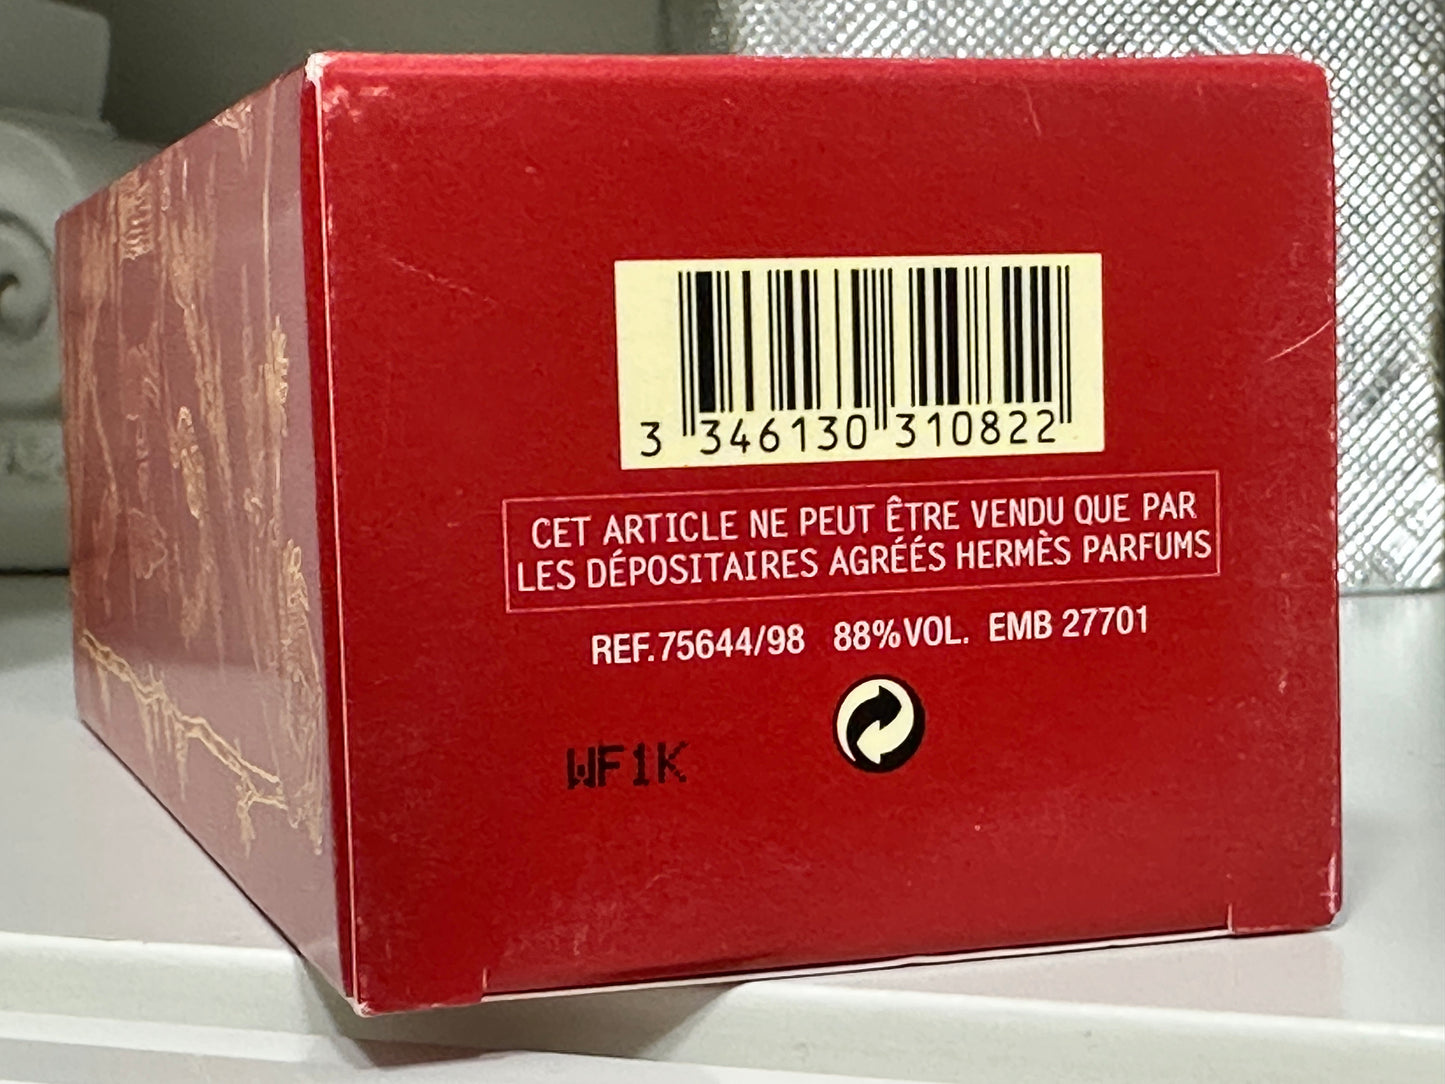 3 346130 310822
CET ARTICLE NE PEUT ÊTRE VENDU QUE PAR
LES DÉPOSITAIRES AGRÉÉS HERMÈS PARFUMS
REF.75644/98 88%VOL. EMB 27701
WF1K